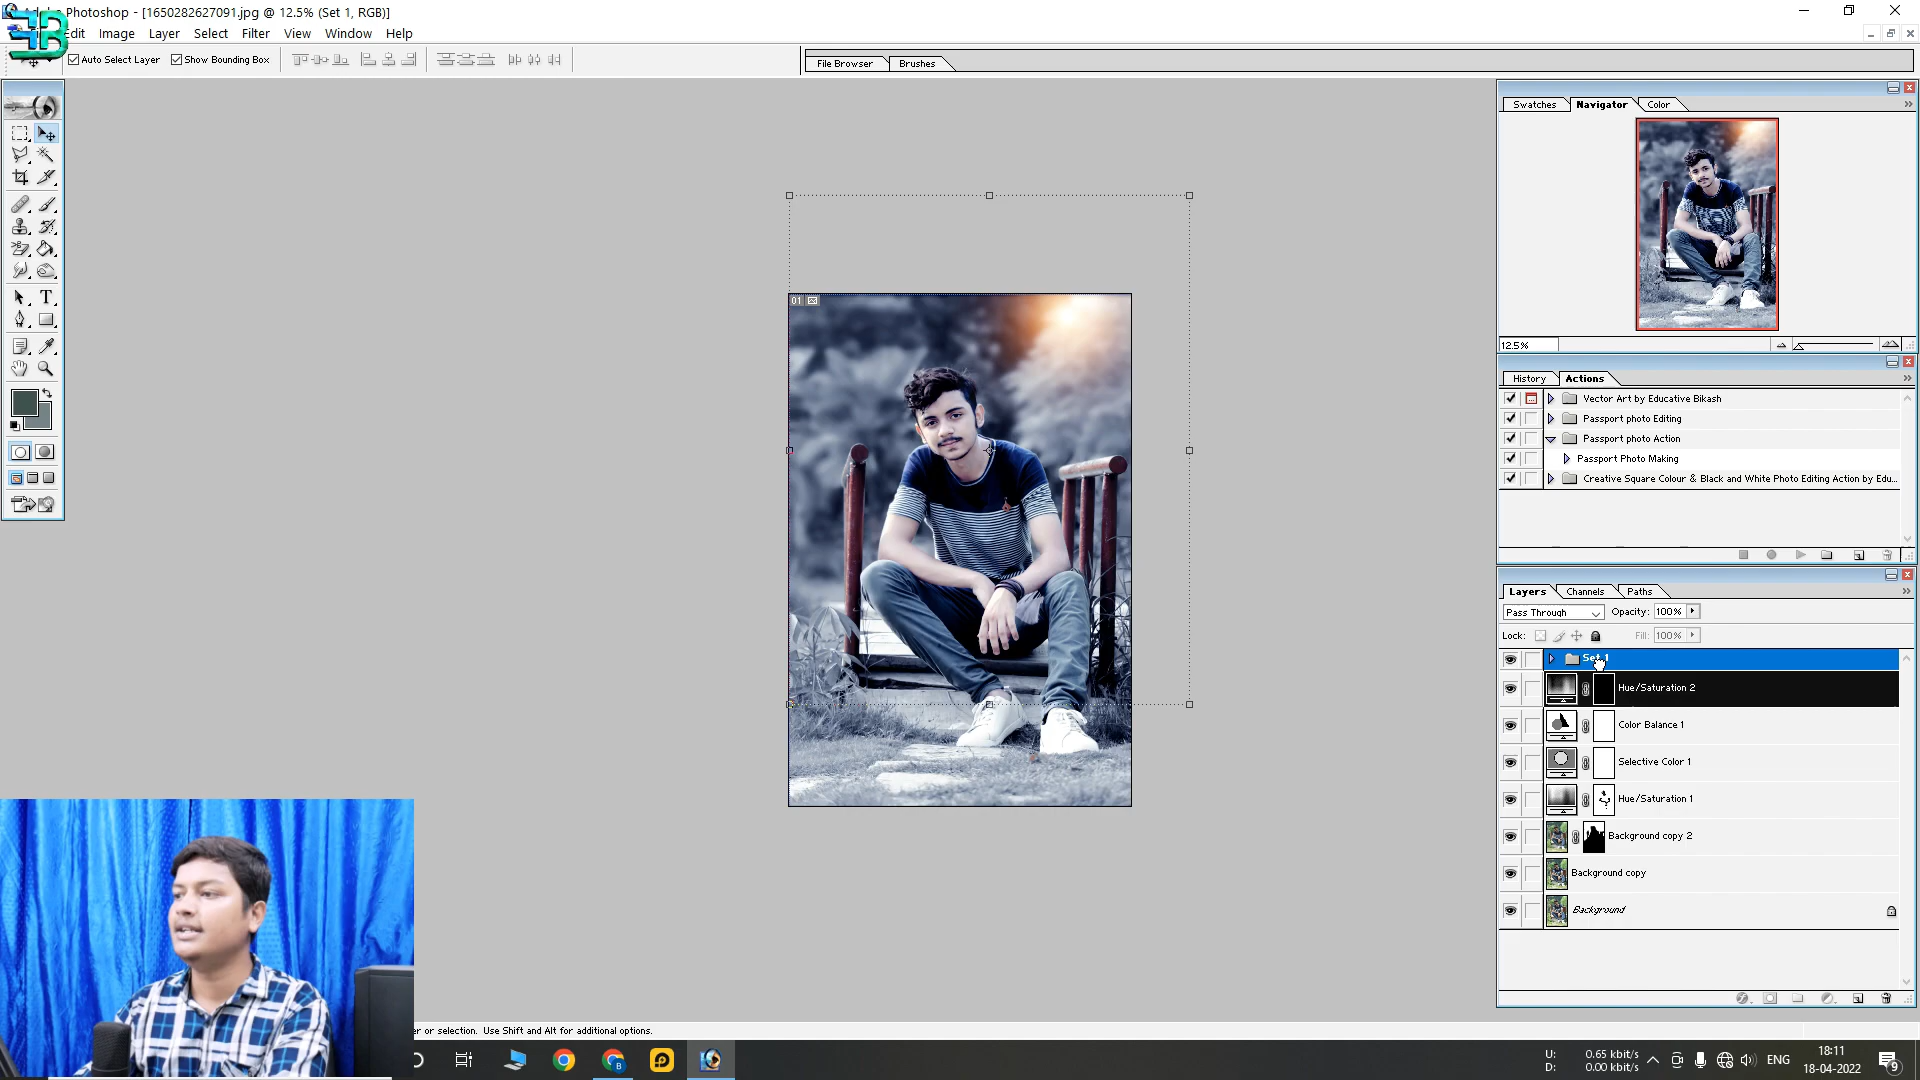 Adobe Photoshop - [1650282627091.jpg @ 12.5% (Set 1, RGB)]
Edit Image Layer Select Filter View Window Help
Auto Select Layer Show Bounding Box
File Browser Brushes
Swatches Navigator Color
12.5%
History Actions
Vector Art by Educative Bikash
Passport photo Editing
Passport photo Action
Passport Photo Making
Creative Square Colour & Black and White Photo Editing Action by Edu...
Layers Channels Paths
Pass Through Opacity: 100%
Lock: Fill: 100%
Set 1
Hue/Saturation 2
Color Balance 1
Selective Color 1
Hue/Saturation 1
Background copy 2
Background copy
Background
01
er or selection. Use Shift and Alt for additional options.
U: 0.65 kbit/s
D: 0.00 kbit/s
ENG
18:11
18-04-2022
9